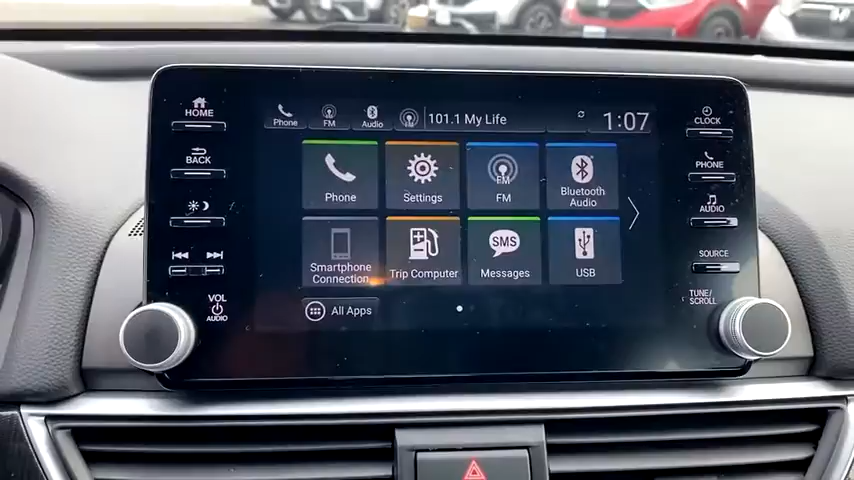 HOME
BACK
VOL
AUDIO
Phone
FM
Audio
101.1 My Life
1:07
Phone
Settings
FM
FM
Bluetooth
Audio
Smartphone
Connection
Trip Computer
SMS
Messages
USB
All Apps
CLOCK
PHONE
AUDIO
SOURCE
TUNE/
SCROLL